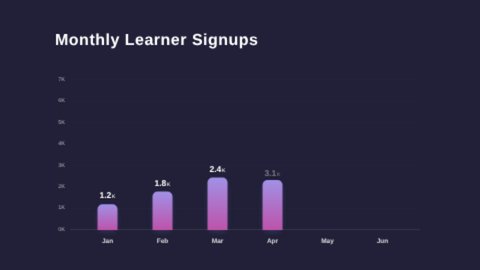 Monthly Learner Signups
7K
6K
5K
4K
3K
2K
1K
0K
1.2K
1.8K
2.4K
3.1K
Jan Feb Mar Apr May Jun